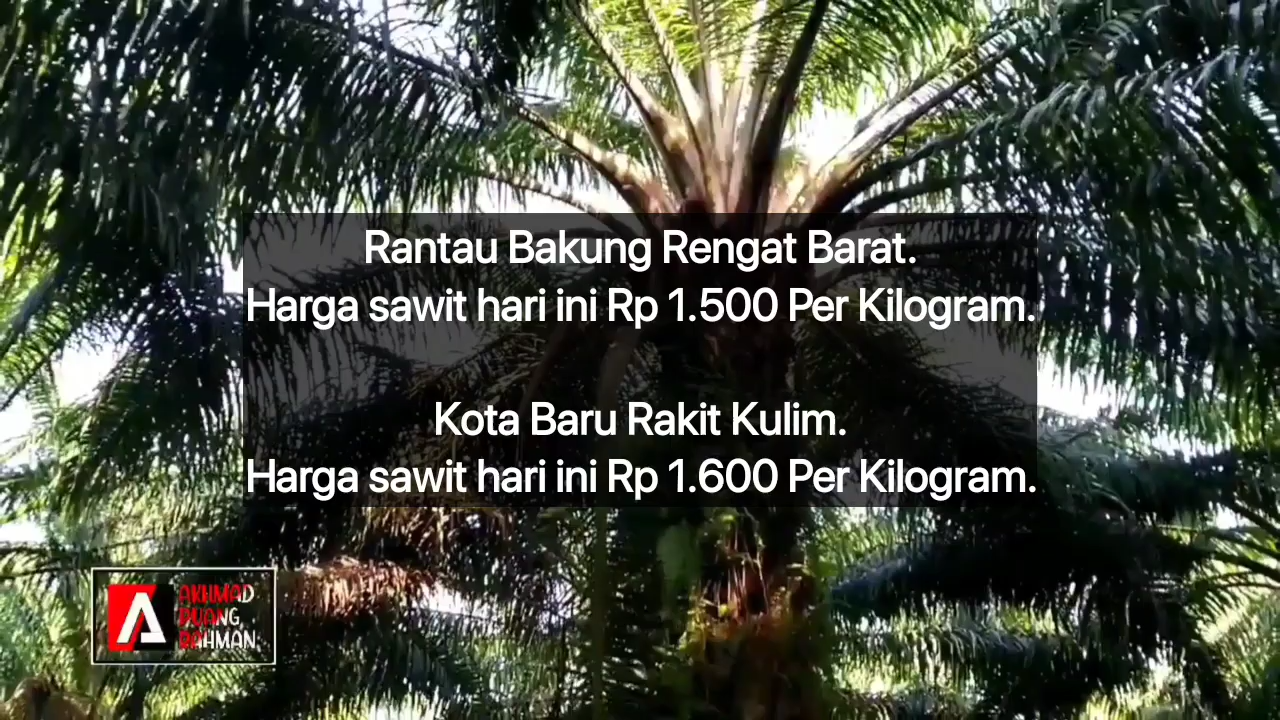 Rantau Bakung Rengat Barat.
Harga sawit hari ini Rp 1.500 Per Kilogram.
Kota Baru Rakit Kulim.
Harga sawit hari ini Rp 1.600 Per Kilogram.
A
AKHMAD
RUANG
RAHMAN